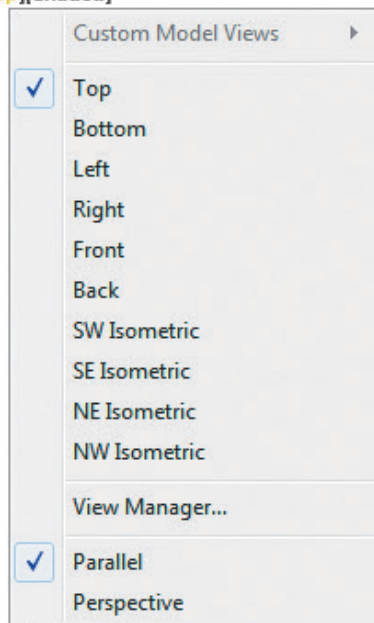 Custom Model Views
Top
Bottom
Left
Right
Front
Back
SW Isometric
SE Isometric
NE Isometric
NW Isometric
View Manager...
Parallel
Perspective